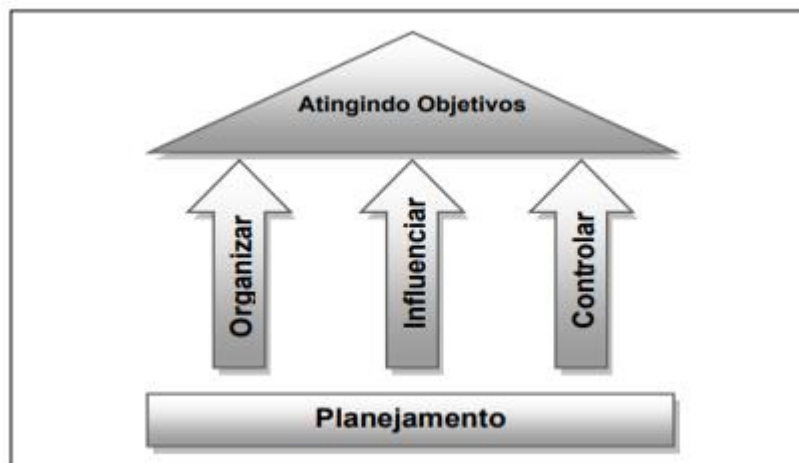 Atingindo Objetivos
Organizar
Influenciar
Controlar
Planejamento